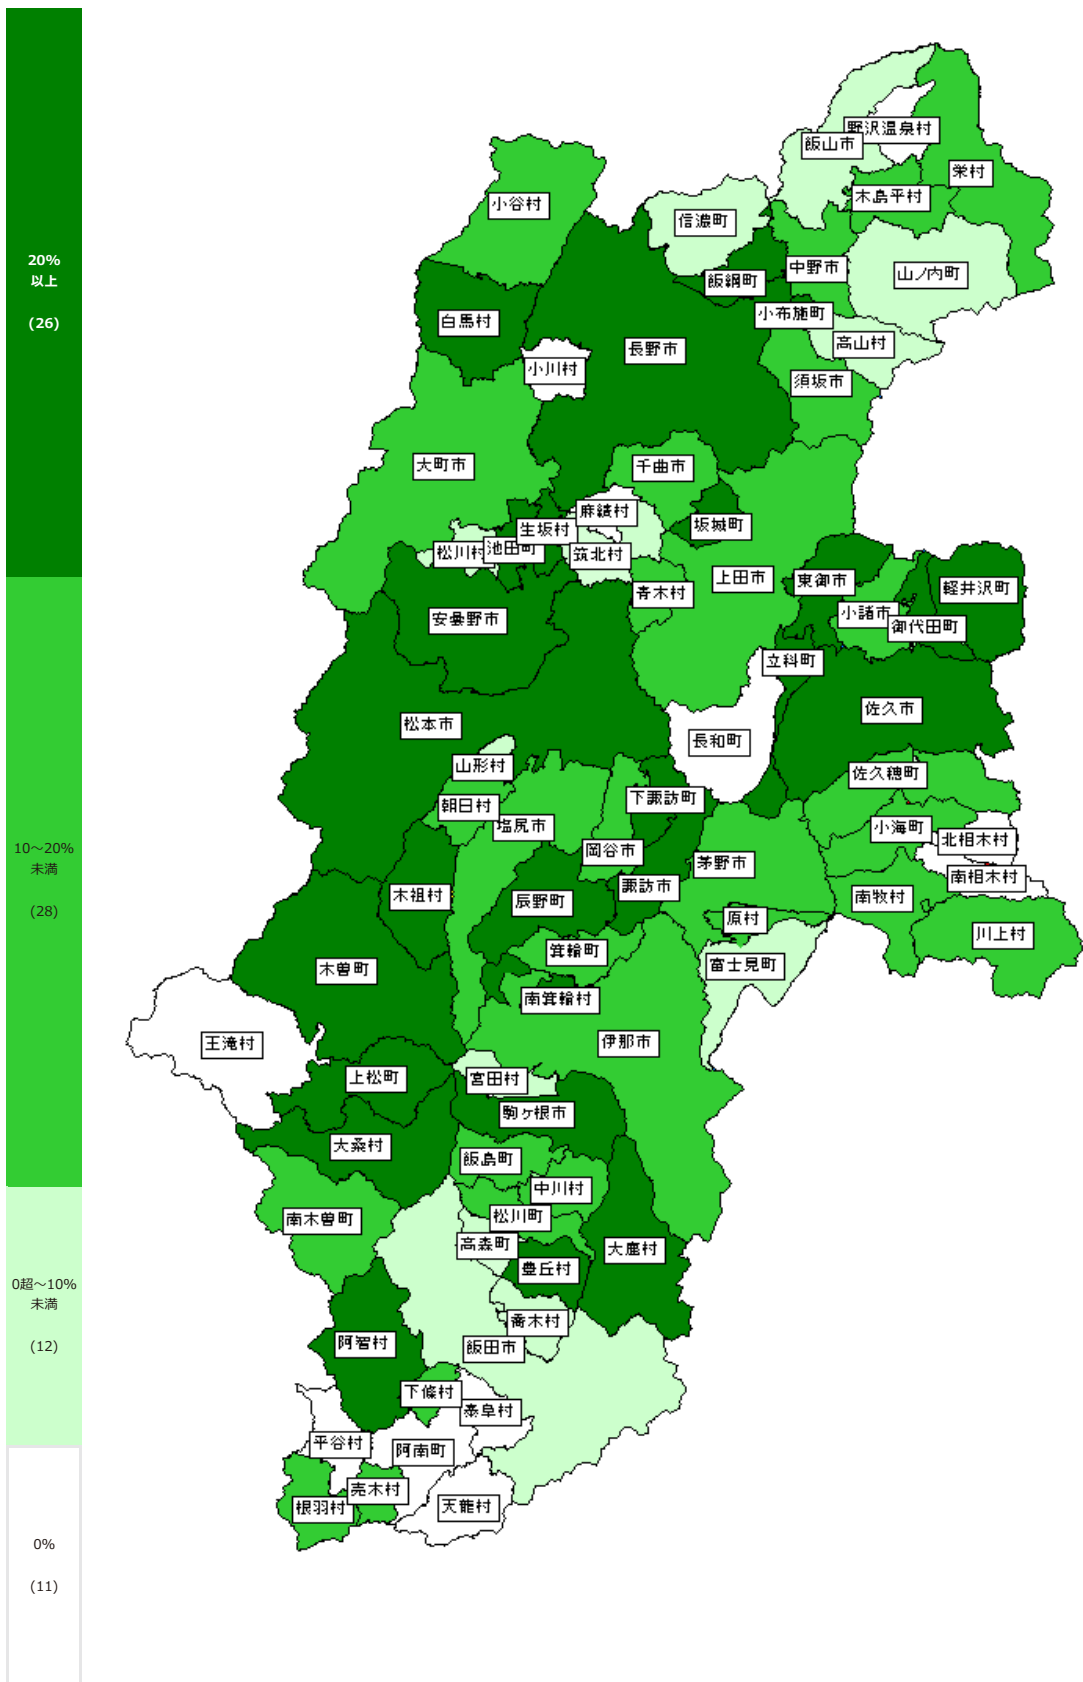 20%
以上
(26)
10～20%
未満
(28)
0超～10%
未満
(12)
0%
(11)
野沢温泉村
飯山市
栄村
木島平村
小谷村
信濃町
中野市
山ノ内町
飯綱町
小布施町
白馬村
高山村
長野市
小川村
須坂市
大町市
千曲市
麻績村
坂城町
生坂村
池田町
松川村
筑北村
上田市
東御市
軽井沢町
青木村
小諸市
御代田町
安曇野市
立科町
佐久市
松本市
長和町
山形村
佐久穂町
朝日村
下諏訪町
塩尻市
小海町
北相木村
岡谷市
茅野市
南相木村
諏訪市
木祖村
辰野町
南牧村
原村
川上村
箕輪町
富士見町
木曽町
南箕輪村
王滝村
伊那市
上松町
宮田村
駒ヶ根市
大桑村
飯島町
中川村
南木曽町
松川町
高森町
大鹿村
豊丘村
喬木村
阿智村
飯田市
下條村
泰阜村
平谷村
阿南町
売木村
根羽村
天龍村